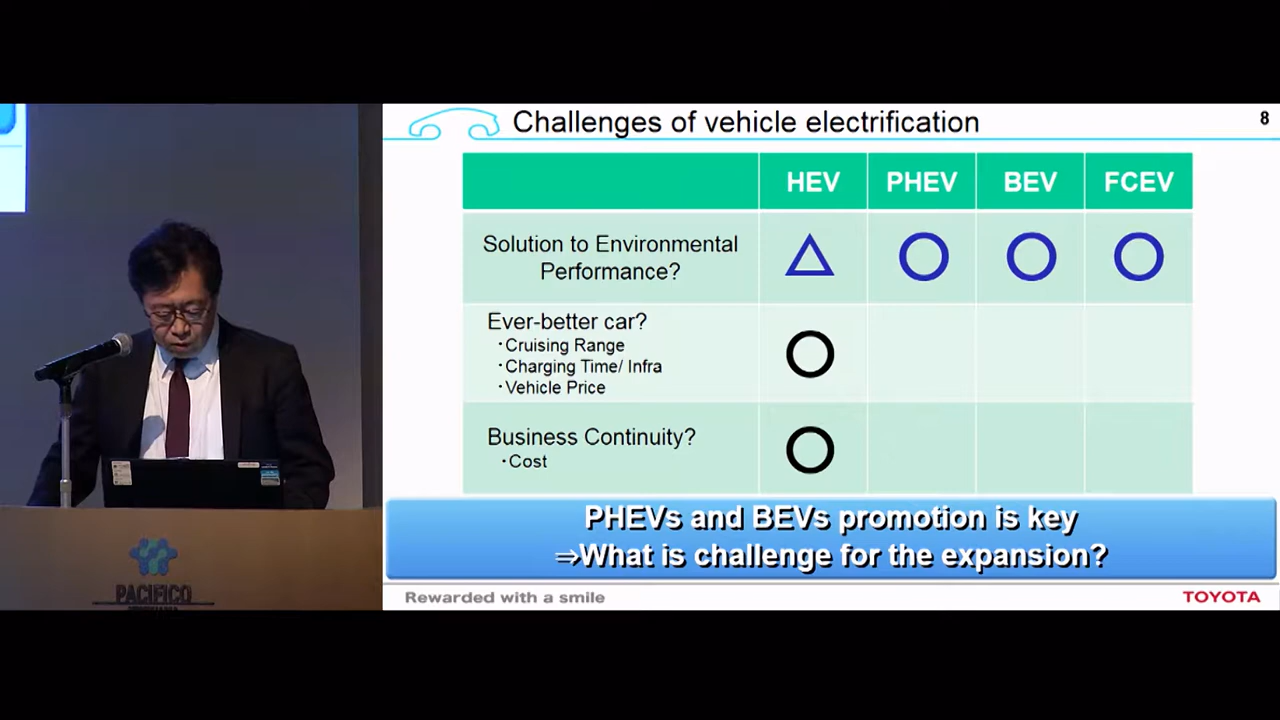 Challenges of vehicle electrification
8
HEV PHEV BEV FCEV
Solution to Environmental
Performance?
Ever-better car?
・Cruising Range
・Charging Time/ Infra
・Vehicle Price
Business Continuity?
・Cost
PHEVs and BEVs promotion is key
⇒What is challenge for the expansion?
Rewarded with a smile
TOYOTA
PACIFICO